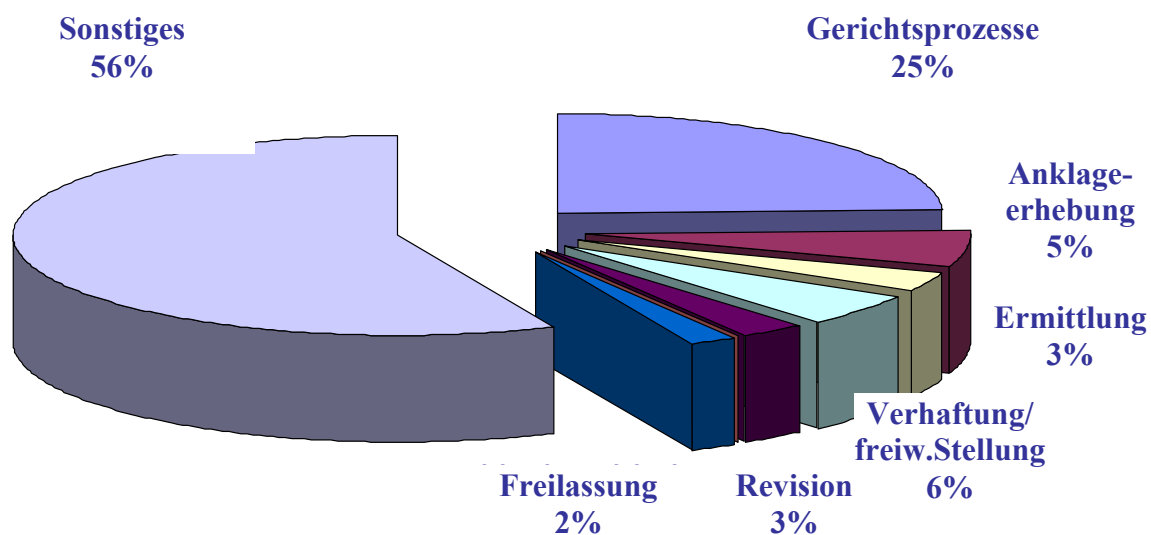 Sonstiges
56%
Gerichtsprozesse
25%
Anklage-
erhebung
5%
Ermittlung
3%
Verhaftung/
freiw.Stellung
6%
Revision
3%
Freilassung
2%